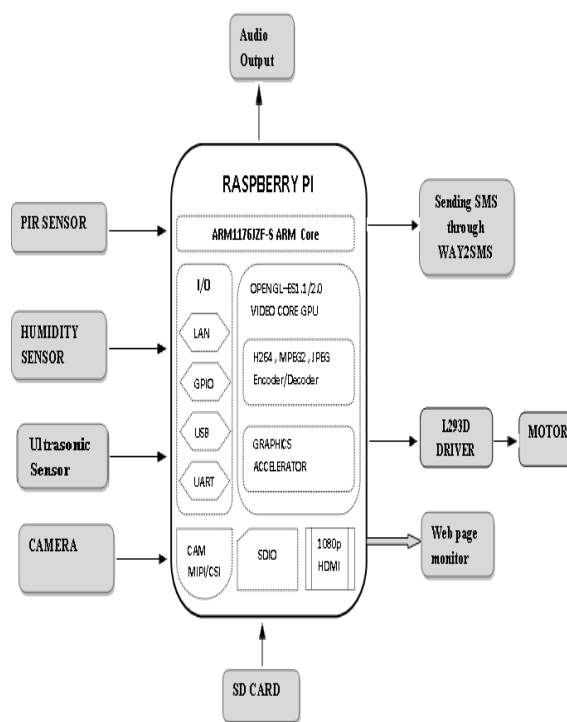 Audio
Output
RASPBERRY PI
ARM1176JZF-S ARM Core
PIR SENSOR
Sending SMS
through
WAY2SMS
I/O
LAN
GPIO
USB
UART
OPENGL-ES1.1/2.0
VIDEO CORE GPU
H264 , MPEG2 , JPEG
Encoder/Decoder
GRAPHICS
ACCELERATOR
HUMIDITY
SENSOR
Ultrasonic
Sensor
L293D
DRIVER
MOTOR
CAMERA
CAM
MIPI/CSI
SDIO
1080p
HDMI
Web page
monitor
SD CARD